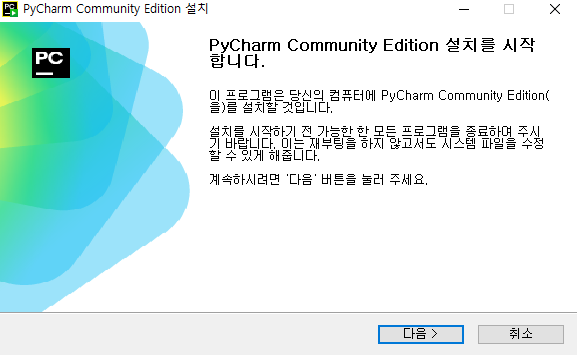 PyCharm Community Edition 설치
PC
PyCharm Community Edition 설치를 시작
합니다.
이 프로그램은 당신의 컴퓨터에 PyCharm Community Edition(
을)를 설치할 것입니다.
설치를 시작하기 전 가능한 한 모든 프로그램을 종료하여 주시
기 바랍니다. 이는 재부팅을 하지 않고서도 시스템 파일을 수정
할 수 있게 해줍니다.
계속하시려면 '다음' 버튼을 눌러 주세요.
다음 >
취소